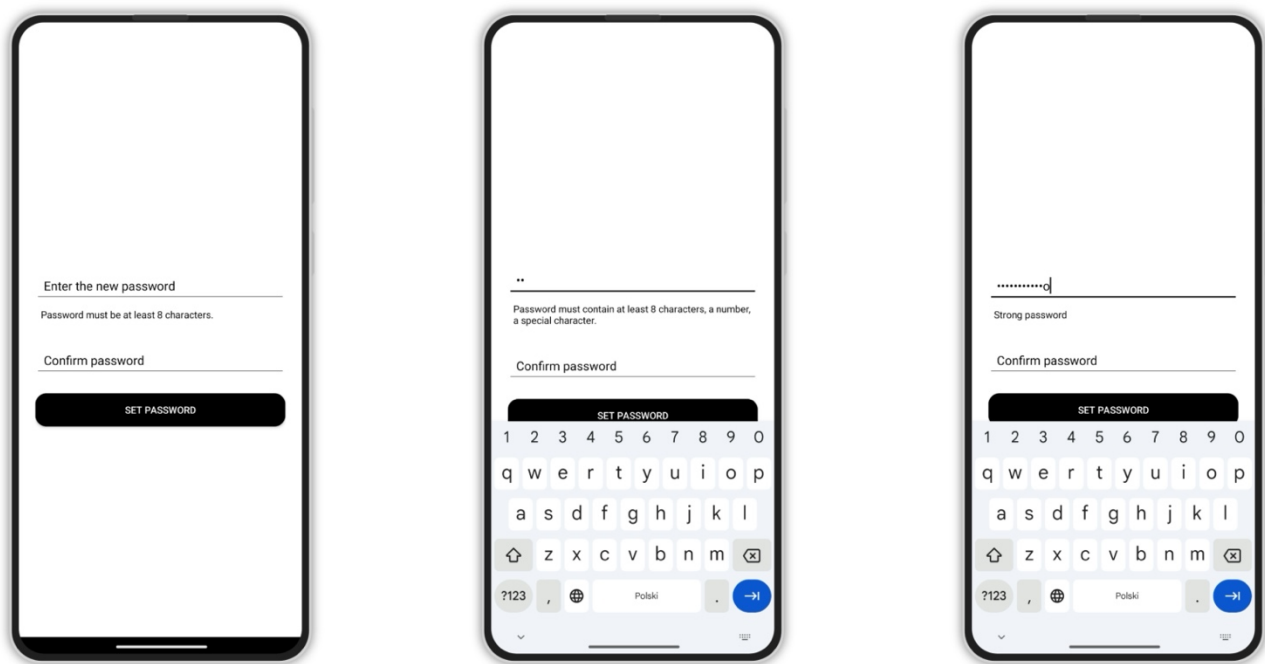 Enter the new password
Password must be at least 8 characters.
Confirm password
SET PASSWORD
••
Password must contain at least 8 characters, a number,
a special character.
Confirm password
SET PASSWORD
1 2 3 4 5 6 7 8 9 0
q w e r t y u i o p
a s d f g h j k l
z x c v b n m
?123 , Polski .
•••••••••••o
Strong password
Confirm password
SET PASSWORD
1 2 3 4 5 6 7 8 9 0
q w e r t y u i o p
a s d f g h j k l
z x c v b n m
?123 , Polski .